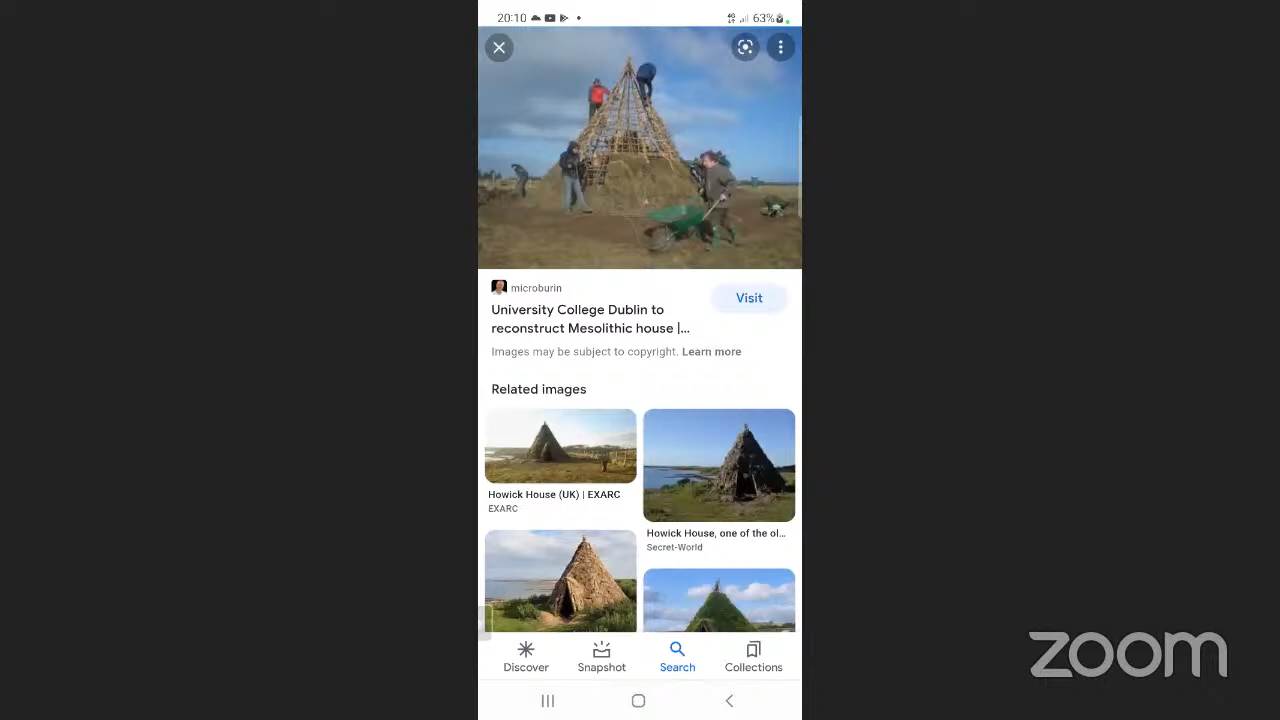 20:10
4G
63%
microburin
Visit
University College Dublin to
reconstruct Mesolithic house |...
Images may be subject to copyright. Learn more
Related images
Howick House (UK) | EXARC
EXARC
Howick House, one of the ol...
Secret-World
Discover
Snapshot
Search
Collections
zoom